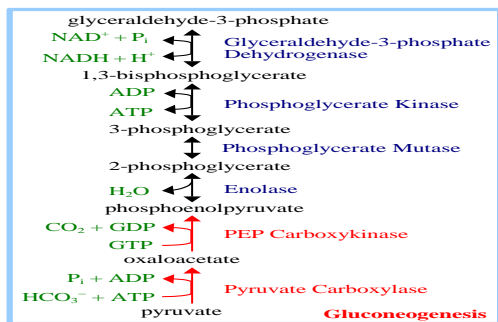 glyceraldehyde-3-phosphate
NAD⁺ + Pᵢ
Glyceraldehyde-3-phosphate
NADH + H⁺
Dehydrogenase
1,3-bisphosphoglycerate
ADP
Phosphoglycerate Kinase
ATP
3-phosphoglycerate
Phosphoglycerate Mutase
2-phosphoglycerate
H₂O
Enolase
phosphoenolpyruvate
CO₂ + GDP
PEP Carboxykinase
GTP
oxaloacetate
Pᵢ + ADP
Pyruvate Carboxylase
HCO₃⁻ + ATP
pyruvate
Gluconeogenesis